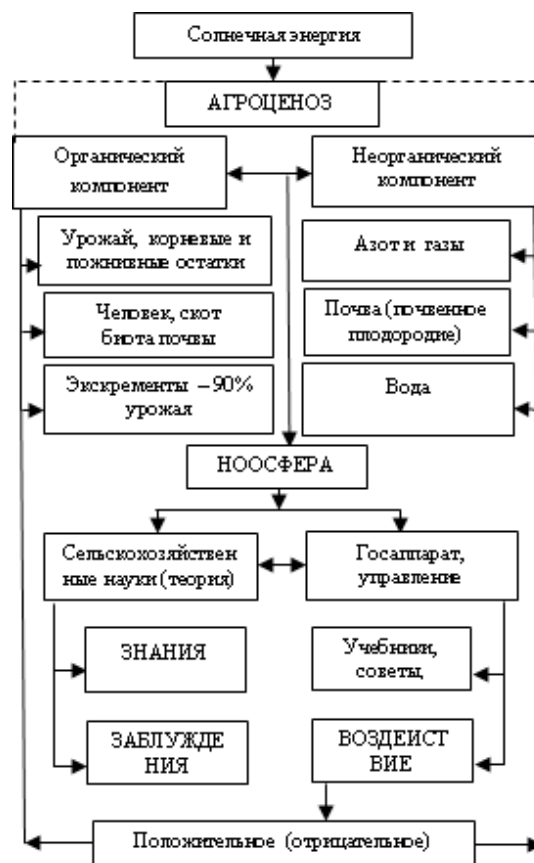 Солнечная энергия
АГРОЦЕНОЗ
Органический
компонент
Неорганический
компонент
Урожай, корневые и
пожнивные остатки
Азот и газы
Человек, скот
биота почвы
Почва (почвенное
плодородие)
Экскременты –90%
урожая
Вода
НООСФЕРА
Сельскохозяйствен
ные науки (теория)
Госаппарат,
управление
ЗНАНИЯ
Учебники,
советы,
ЗАБЛУЖДЕ
НИЯ
ВОЗДЕИСТ
ВИЕ
Положительное (отрицательное)